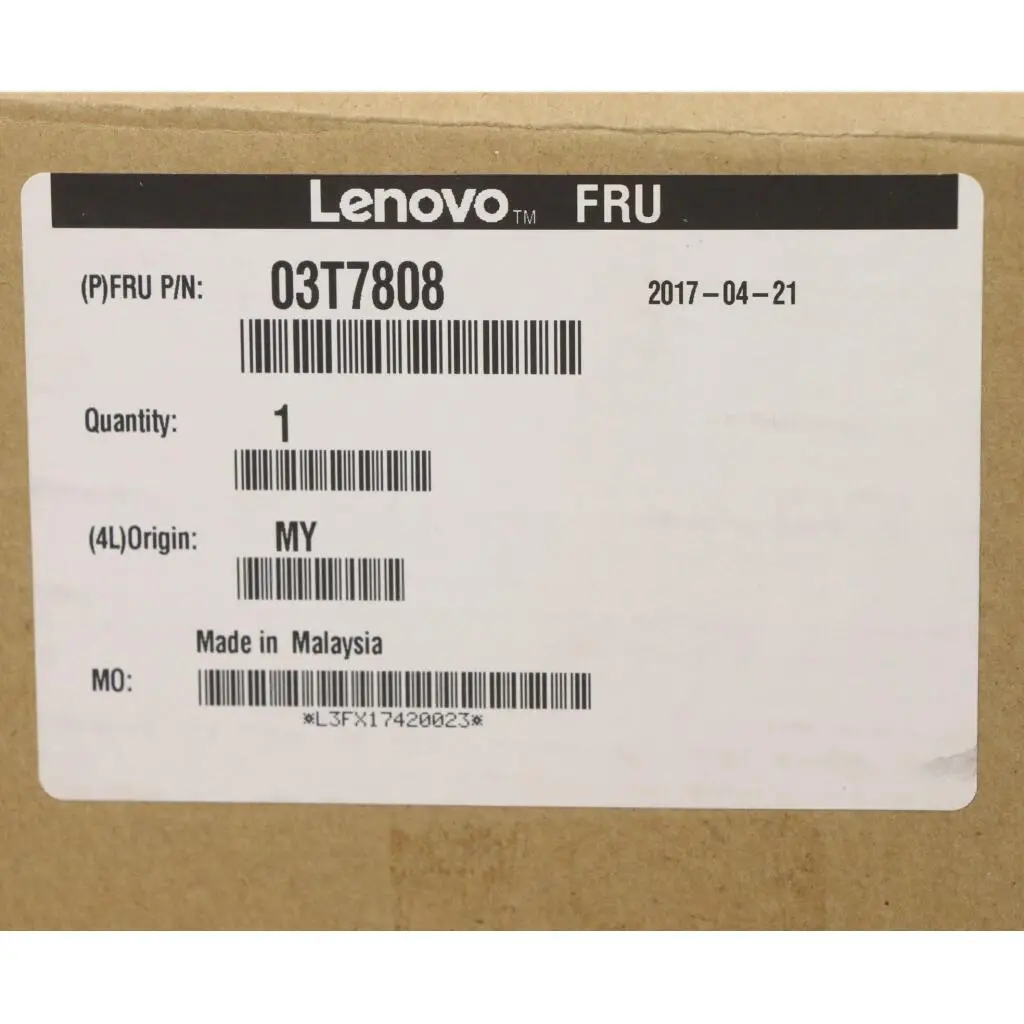 Lenovo™ FRU
(P)FRU P/N: 03T7808 2017-04-21
Quantity: 1
(4L)Origin: MY
Made in Malaysia
MO:
*L3FX17420023*